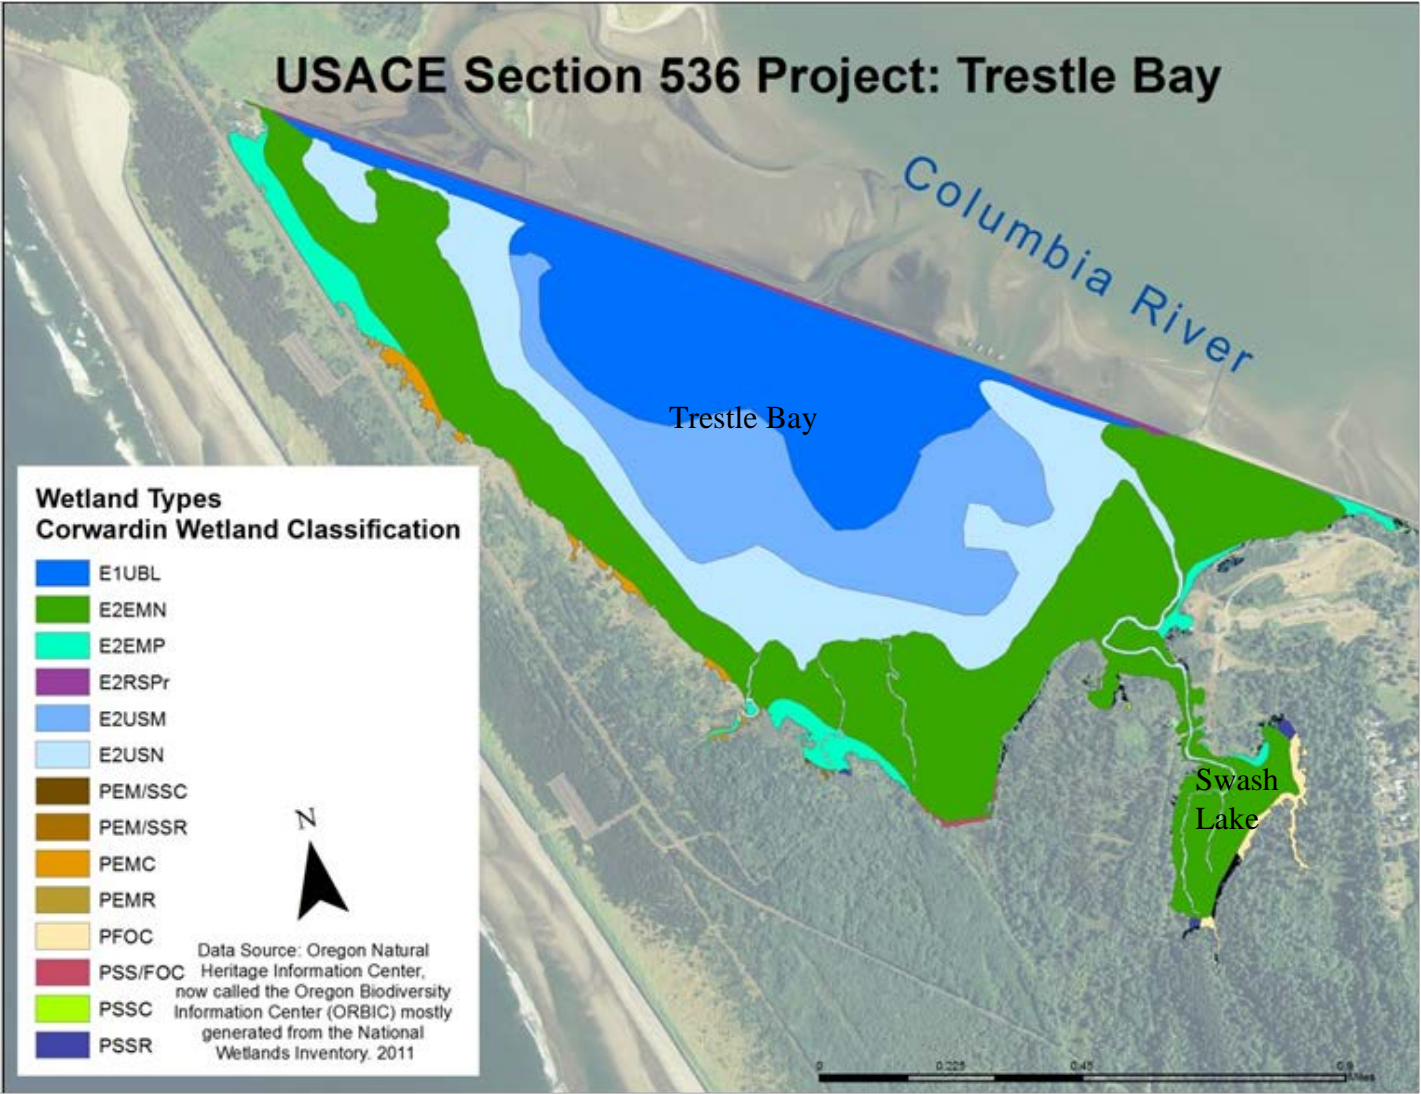 USACE Section 536 Project: Trestle Bay
Columbia River
Trestle Bay
Swash
Lake
Wetland Types
Corwardin Wetland Classification
E1UBL
E2EMN
E2EMP
E2RSPr
E2USM
E2USN
PEM/SSC
PEM/SSR
PEMC
PEMR
PFOC
PSS/FOC
PSSC
PSSR
N
Data Source: Oregon Natural
Heritage Information Center,
now called the Oregon Biodiversity
Information Center (ORBIC) mostly
generated from the National
Wetlands Inventory. 2011
0 0.225 0.45 0.9
Miles